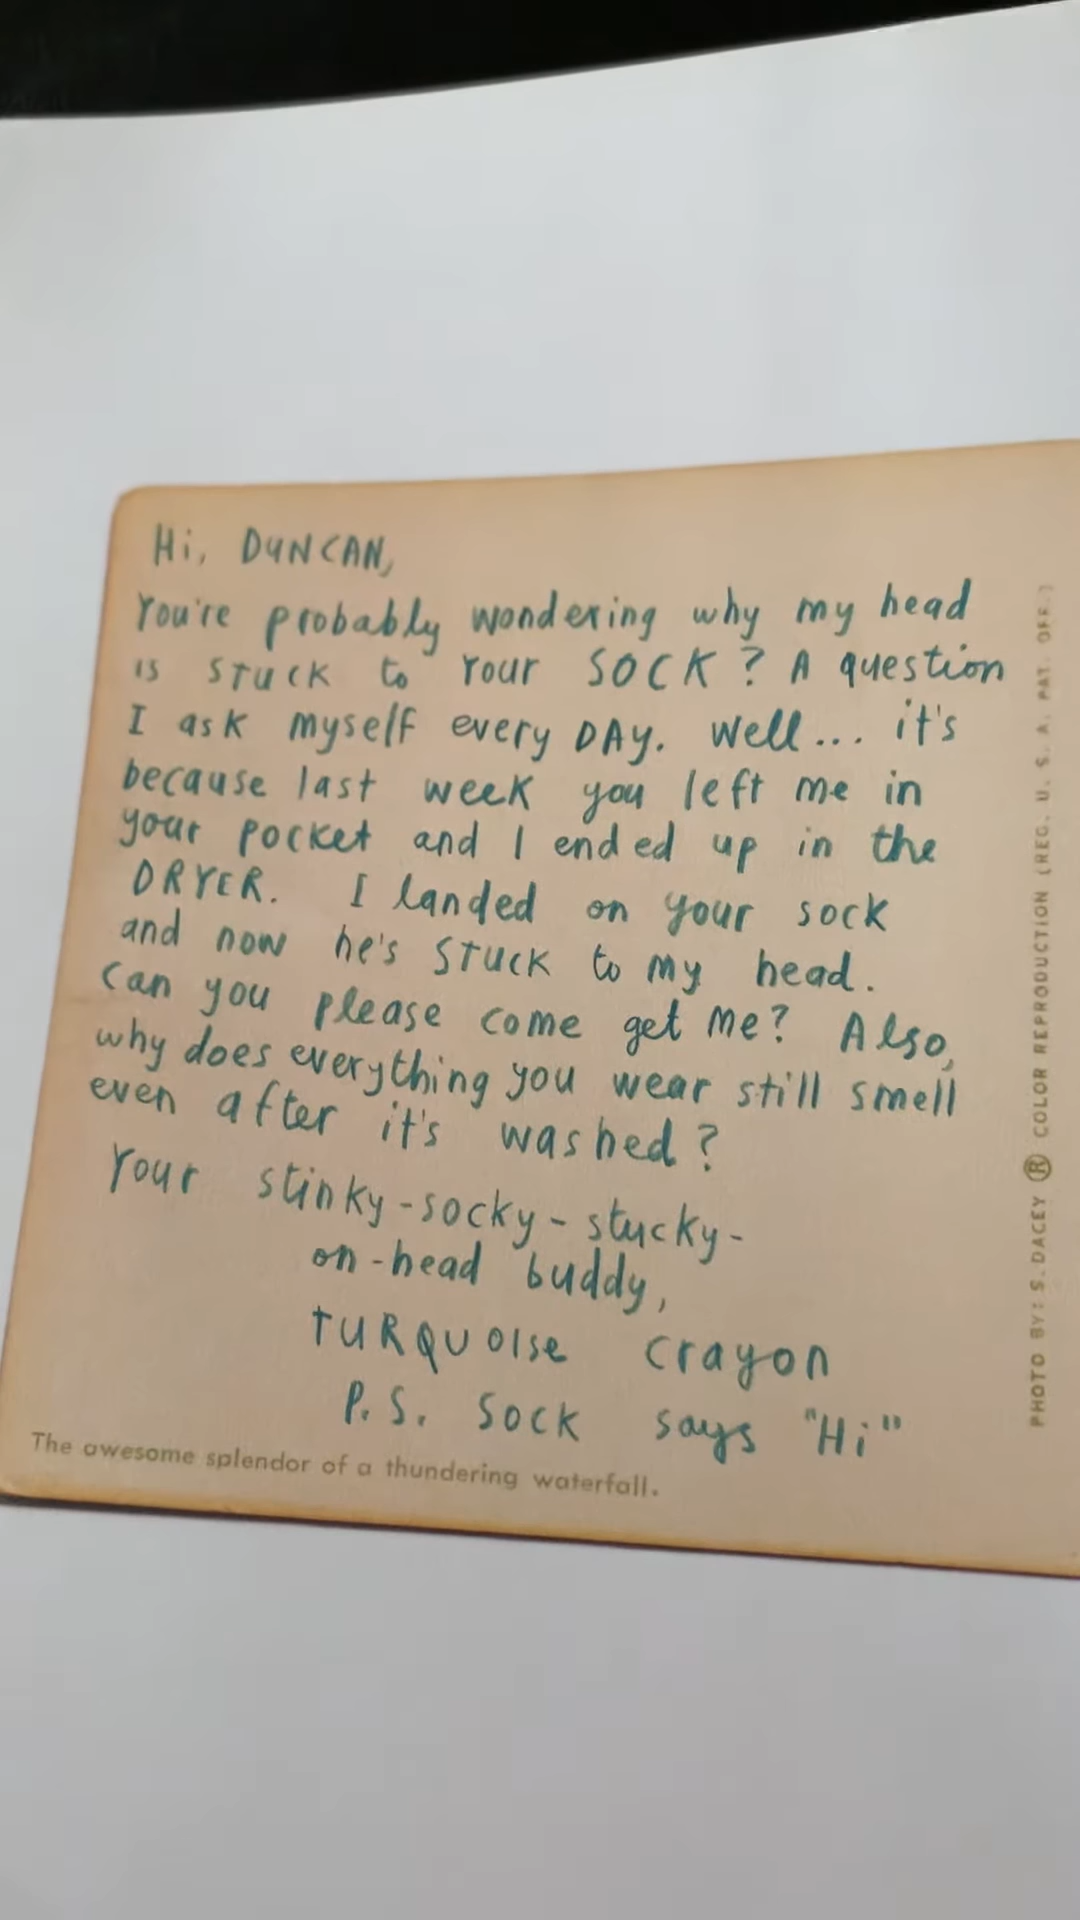 Hi, DUNCAN,
You're probably wondering why my head
is STUCK to Your SOCK? A question
I ask myself every DAY. Well... it's
because last week you left me in
your pocket and I ended up in the
DRYER. I landed on your sock
and now he's STUCK to my head.
Can you please come get me? Also,
why does everything you wear still smell
even after it's washed?
Your stinky-socky-stucky-
on-head buddy,
TURQUOISe crayon
P.S. SOCK says "Hi"
The awesome splendor of a thundering waterfall.
PHOTO BY: S. DACEY ® COLOR REPRODUCTION (REG. U. S. A. PAT. OFF.)